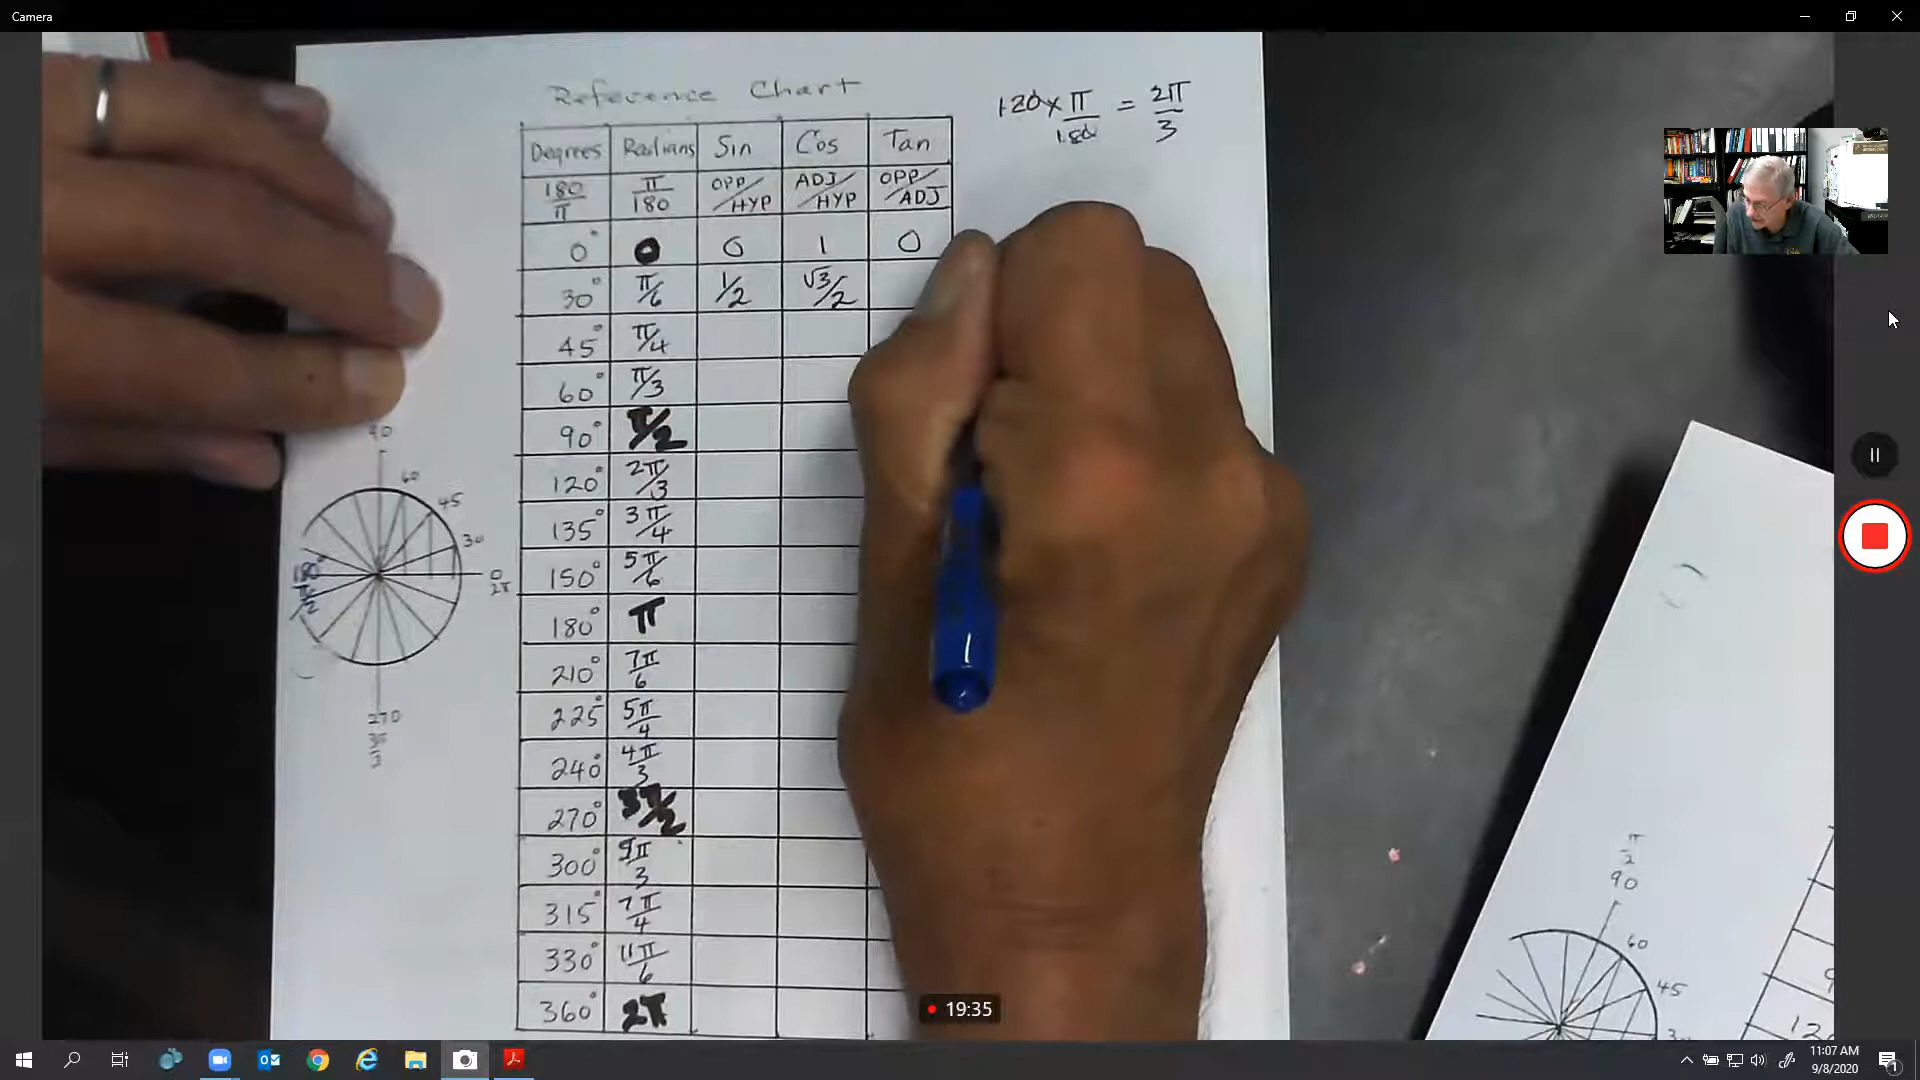 Camera
Reference Chart
120 x π/180 = 2π/3
Degrees Radians Sin Cos Tan
180/π π/180 OPP/HYP ADJ/HYP OPP/ADJ
0° 0 0 1 0
30° π/6 1/2 √3/2
45° π/4
60° π/3
90° π/2
120° 2π/3
135° 3π/4
150° 5π/6
180° π
210° 7π/6
225° 5π/4
240° 4π/3
270° 3π/2
300° 5π/3
315° 7π/4
330° 11π/6
360° 2π
90
60
45
30
0
2π
180°
270
π/2
90
60
45
19:35
11:07 AM
9/8/2020
1